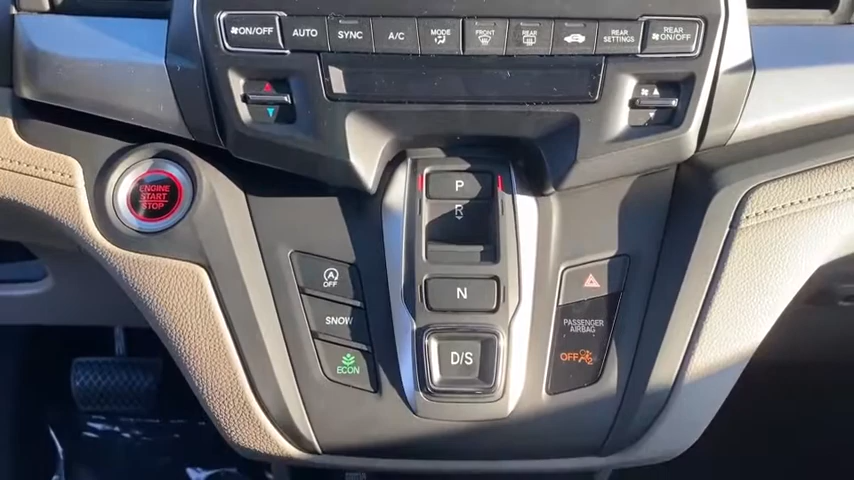 ON/OFF
AUTO
SYNC
A/C
MODE
FRONT
REAR
REAR
SETTINGS
REAR
ON/OFF
ENGINE
START
STOP
P
R
N
D/S
A
OFF
SNOW
ECON
PASSENGER
AIRBAG
OFF 2